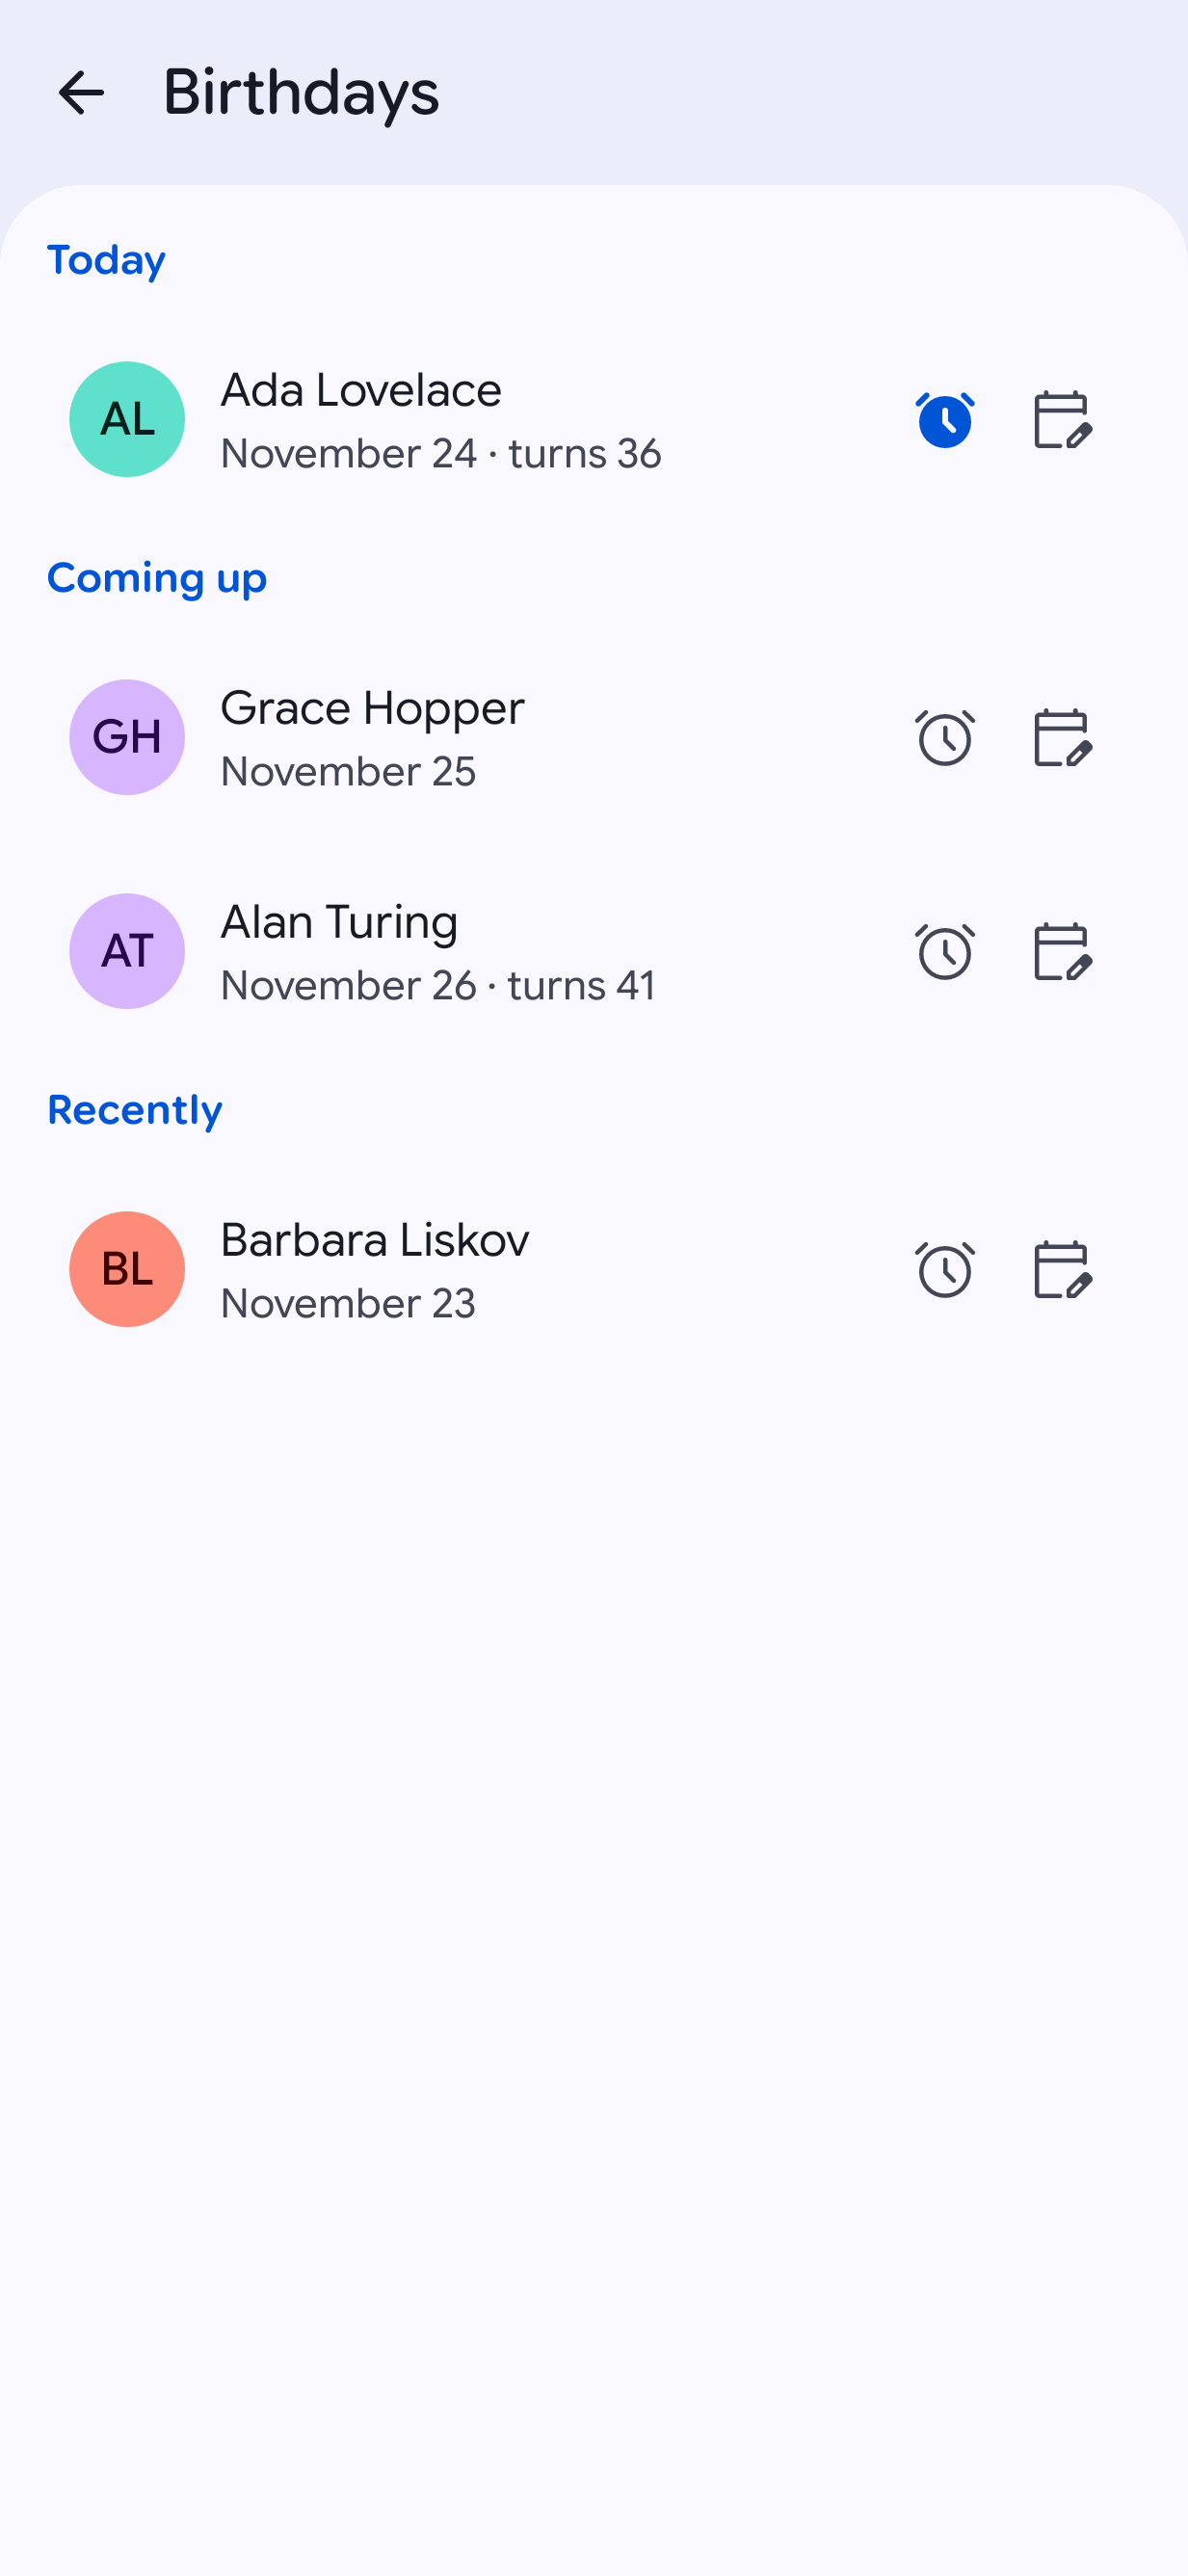 Birthdays
Today
AL
Ada Lovelace
November 24 · turns 36
Coming up
GH
Grace Hopper
November 25
AT
Alan Turing
November 26 · turns 41
Recently
BL
Barbara Liskov
November 23